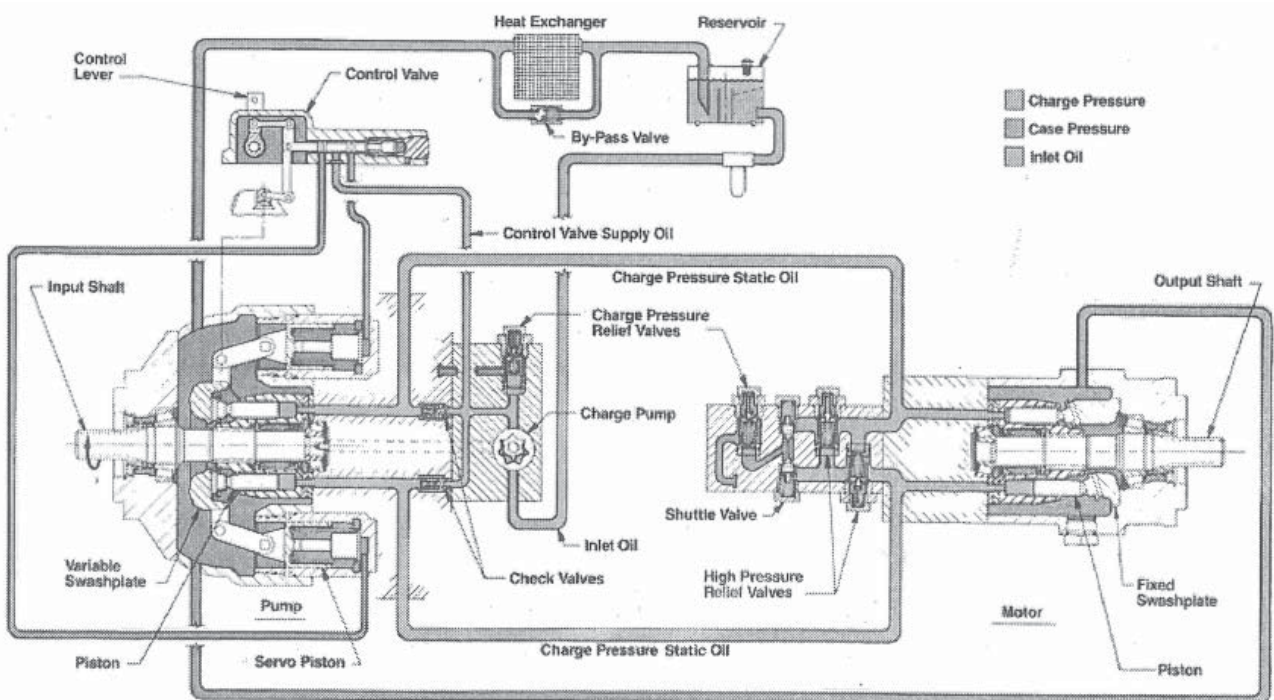 Heat Exchanger
Reservoir
Control
Lever
Control Valve
By-Pass Valve
Charge Pressure
Case Pressure
Inlet Oil
Control Valve Supply Oil
Charge Pressure Static Oil
Input Shaft
Output Shaft
Charge Pressure
Relief Valves
Charge Pump
Shuttle Valve
Inlet Oil
Variable
Swashplate
Check Valves
High Pressure
Relief Valves
Fixed
Swashplate
Pump
Motor
Piston
Servo Piston
Charge Pressure Static Oil
Piston